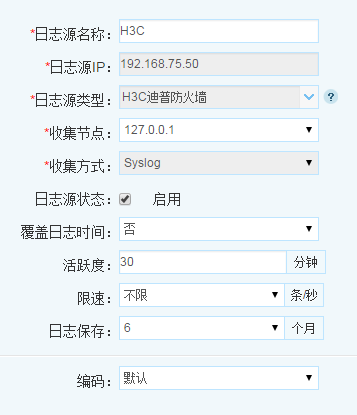 *日志源名称： H3C
*日志源IP： 192.168.75.50
*日志源类型： H3C迪普防火墙 ?
*收集节点： 127.0.0.1
*收集方式： Syslog
日志源状态： 启用
覆盖日志时间： 否
活跃度： 30 分钟
限速： 不限 条/秒
日志保存： 6 个月
编码： 默认